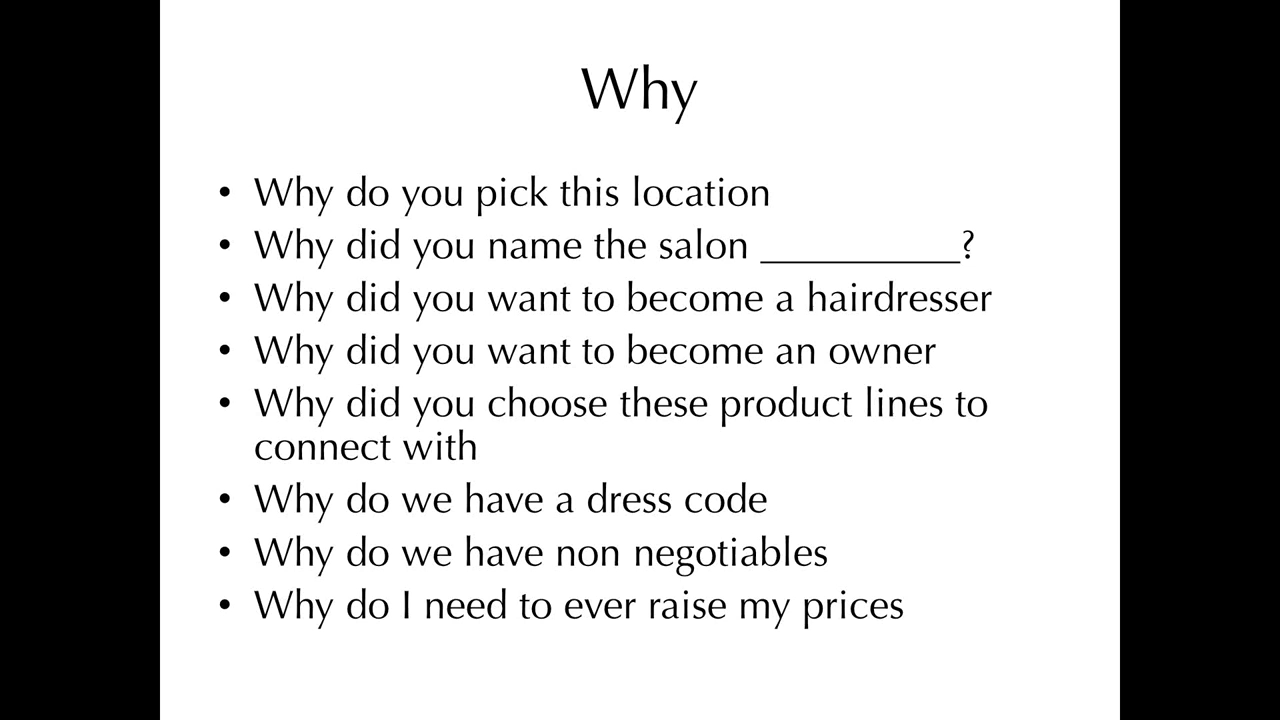 Why
• Why do you pick this location
• Why did you name the salon __________?
• Why did you want to become a hairdresser
• Why did you want to become an owner
• Why did you choose these product lines to
connect with
• Why do we have a dress code
• Why do we have non negotiables
• Why do I need to ever raise my prices